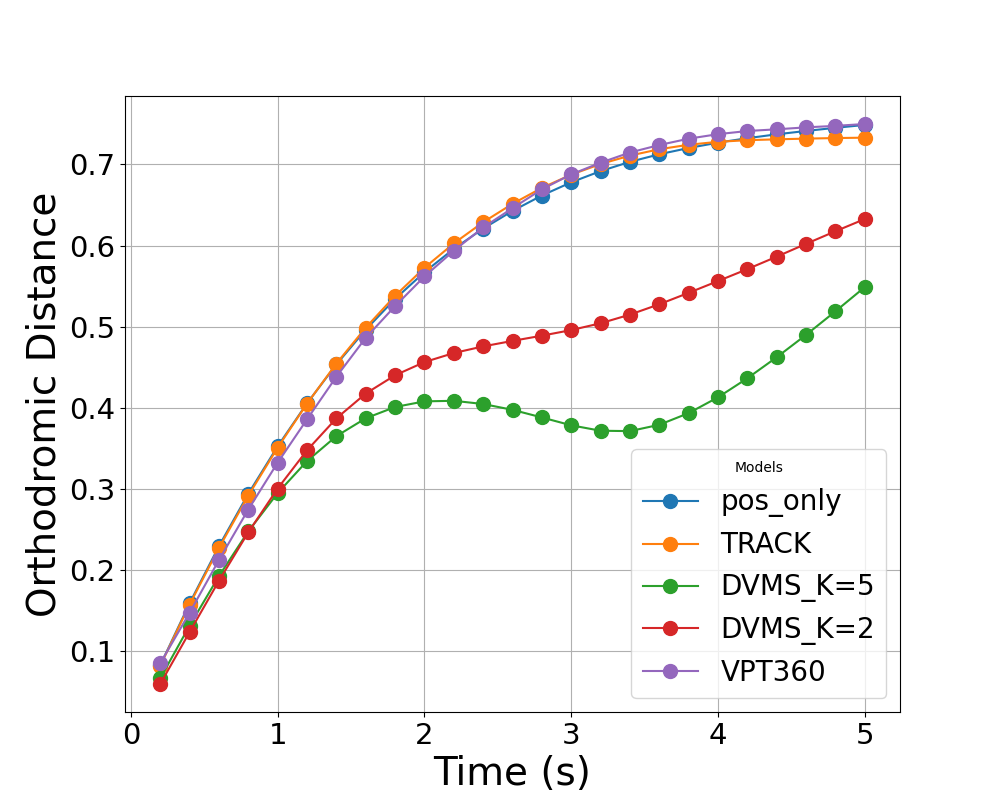 Orthodromic Distance
0.7
0.6
0.5
0.4
0.3
0.2
0.1
Models
pos_only
TRACK
DVMS_K=5
DVMS_K=2
VPT360
0 1 2 3 4 5
Time (s)